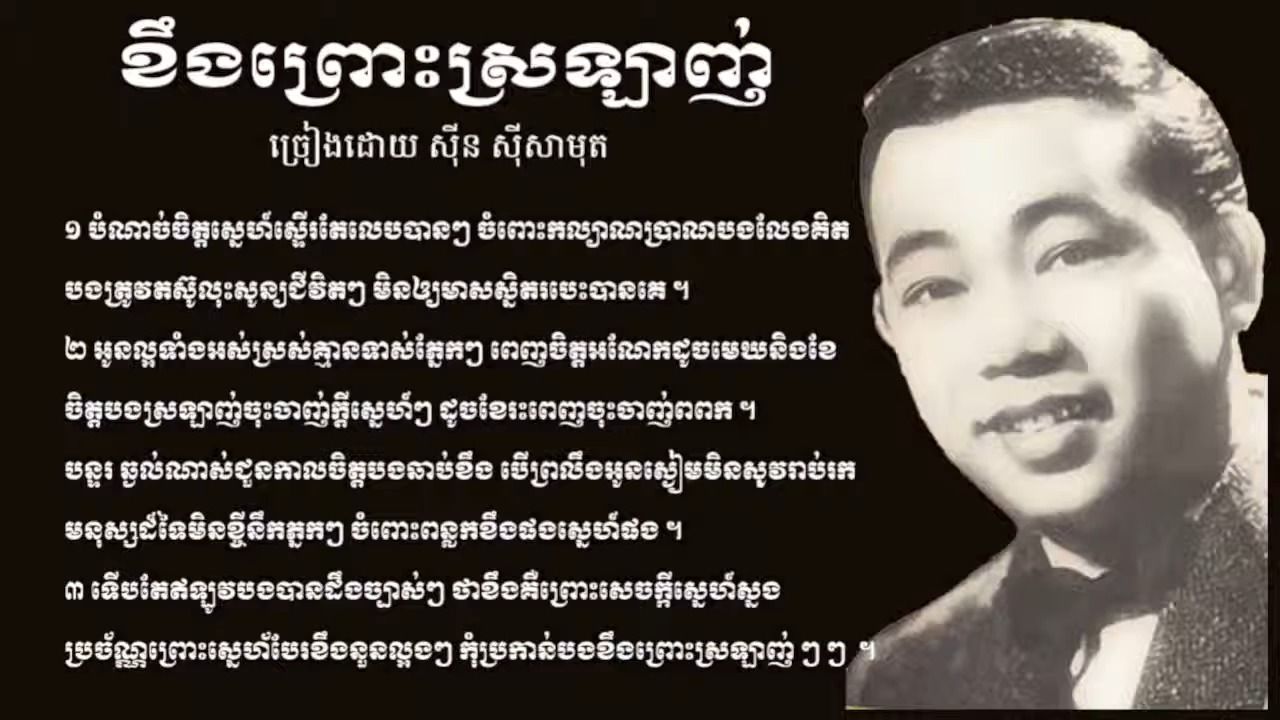 ខឹងព្រោះស្រឡាញ់
ច្រៀងដោយ ស៊ីន ស៊ីសាមុត
១ បំណាច់ចិត្តស្នេហ៍ស្ទើរតែលេបបានៗ ចំពោះកល្យាណប្រាណបងលែងគិត
បងត្រូវតស៊ូលុះសូន្យជីវិតៗ មិនឲ្យមាសស្និតរបេះបានគេ ។
២ អូនល្អទាំងអស់ស្រស់គ្មានទាស់ភ្នែកៗ ពេញចិត្តអណែកដូចមេឃនិងខែ
ចិត្តបងស្រឡាញ់ចុះចាញ់ក្ដីស្នេហ៍ៗ ដូចខែរះពេញចុះចាញ់ពពក ។
បន្ទរ ឆ្ងល់ណាស់ជួនកាលចិត្តបងឆាប់ខឹង បើព្រលឹងអូនស្ងៀមមិនសូវរាប់រក
មនុស្សដ៏ទៃមិនខ្ចីនឹកភ្នកៗ ចំពោះពន្លកខឹងផងស្នេហ៍ផង ។
៣ ទើបតែឥឡូវបងបានដឹងច្បាស់ៗ ថាខឹងគឺព្រោះសេចក្ដីស្នេហ៍ស្នង
ប្រច័ណ្ឌព្រោះស្នេហ៍បែរខឹងនួនល្អងៗ កុំប្រកាន់បងខឹងព្រោះស្រឡាញ់ ៗ ៗ ។